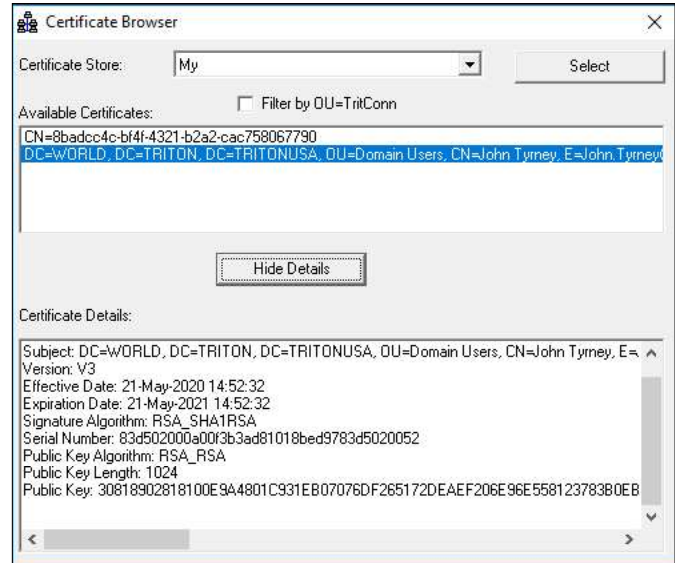 Certificate Browser
Certificate Store:
My
Select
Available Certificates:
Filter by OU=TritConn
CN=8badcc4c-bf4f-4321-b2a2-cac758067790
DC=WORLD, DC=TRITON, DC=TRITONUSA, OU=Domain Users, CN=John Tyrney, E=John.Tyrney
Hide Details
Certificate Details:
Subject: DC=WORLD, DC=TRITON, DC=TRITONUSA, OU=Domain Users, CN=John Tyrney, E=
Version: V3
Effective Date: 21-May-2020 14:52:32
Expiration Date: 21-May-2021 14:52:32
Signature Algorithm: RSA_SHA1RSA
Serial Number: 83d502000a00f3b3ad81018bed9783d5020052
Public Key Algorithm: RSA_RSA
Public Key Length: 1024
Public Key: 30818902818100E9A4801C931EB07076DF265172DEAEF206E96E558123783B0EB